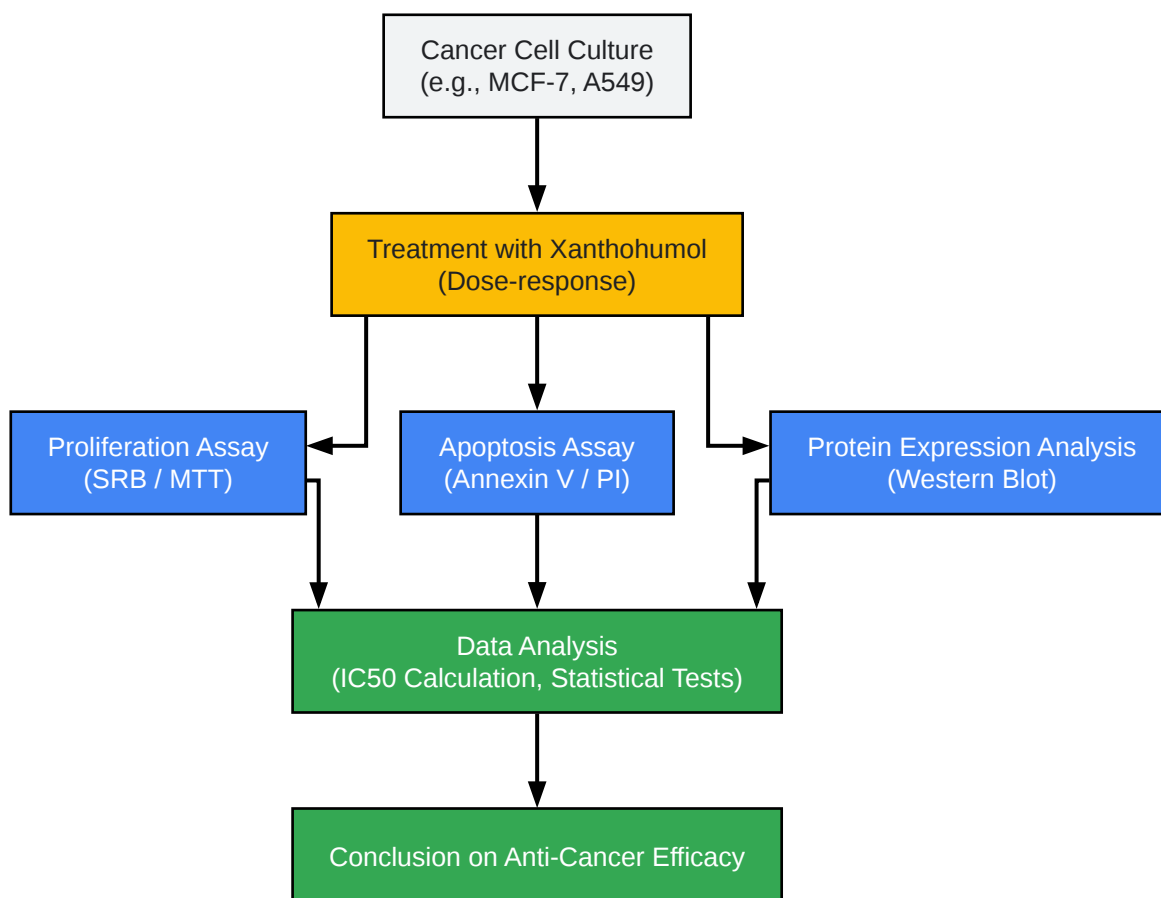 Cancer Cell Culture
(e.g., MCF-7, A549)
Treatment with Xanthohumol
(Dose-response)
Proliferation Assay
(SRB / MTT)
Apoptosis Assay
(Annexin V / PI)
Protein Expression Analysis
(Western Blot)
Data Analysis
(IC50 Calculation, Statistical Tests)
Conclusion on Anti-Cancer Efficacy